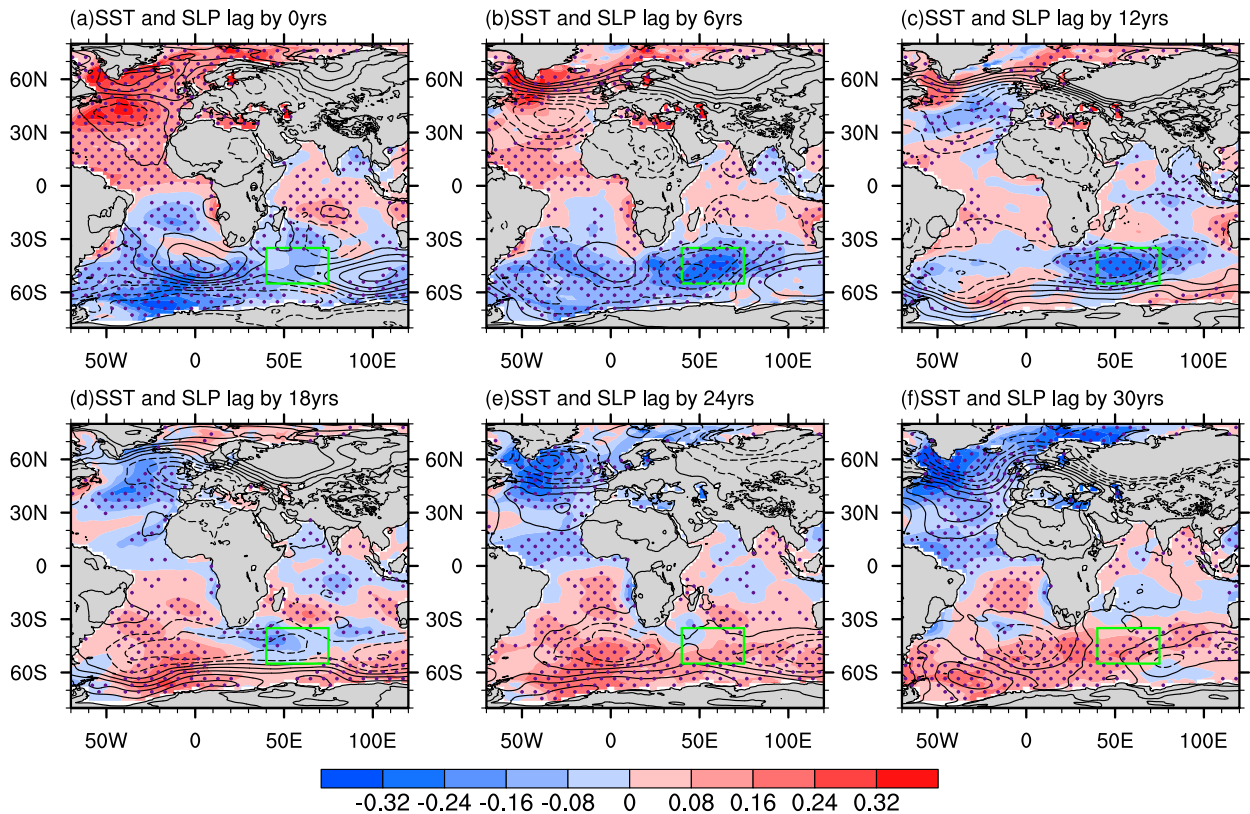 (a)SST and SLP lag by 0yrs
(b)SST and SLP lag by 6yrs
(c)SST and SLP lag by 12yrs
60N
30N
0
30S
60S
60N
30N
0
30S
60S
60N
30N
0
30S
60S
50W 0 50E 100E
50W 0 50E 100E
50W 0 50E 100E
(d)SST and SLP lag by 18yrs
(e)SST and SLP lag by 24yrs
(f)SST and SLP lag by 30yrs
60N
30N
0
30S
60S
60N
30N
0
30S
60S
60N
30N
0
30S
60S
50W 0 50E 100E
50W 0 50E 100E
50W 0 50E 100E
-0.32 -0.24 -0.16 -0.08 0 0.08 0.16 0.24 0.32